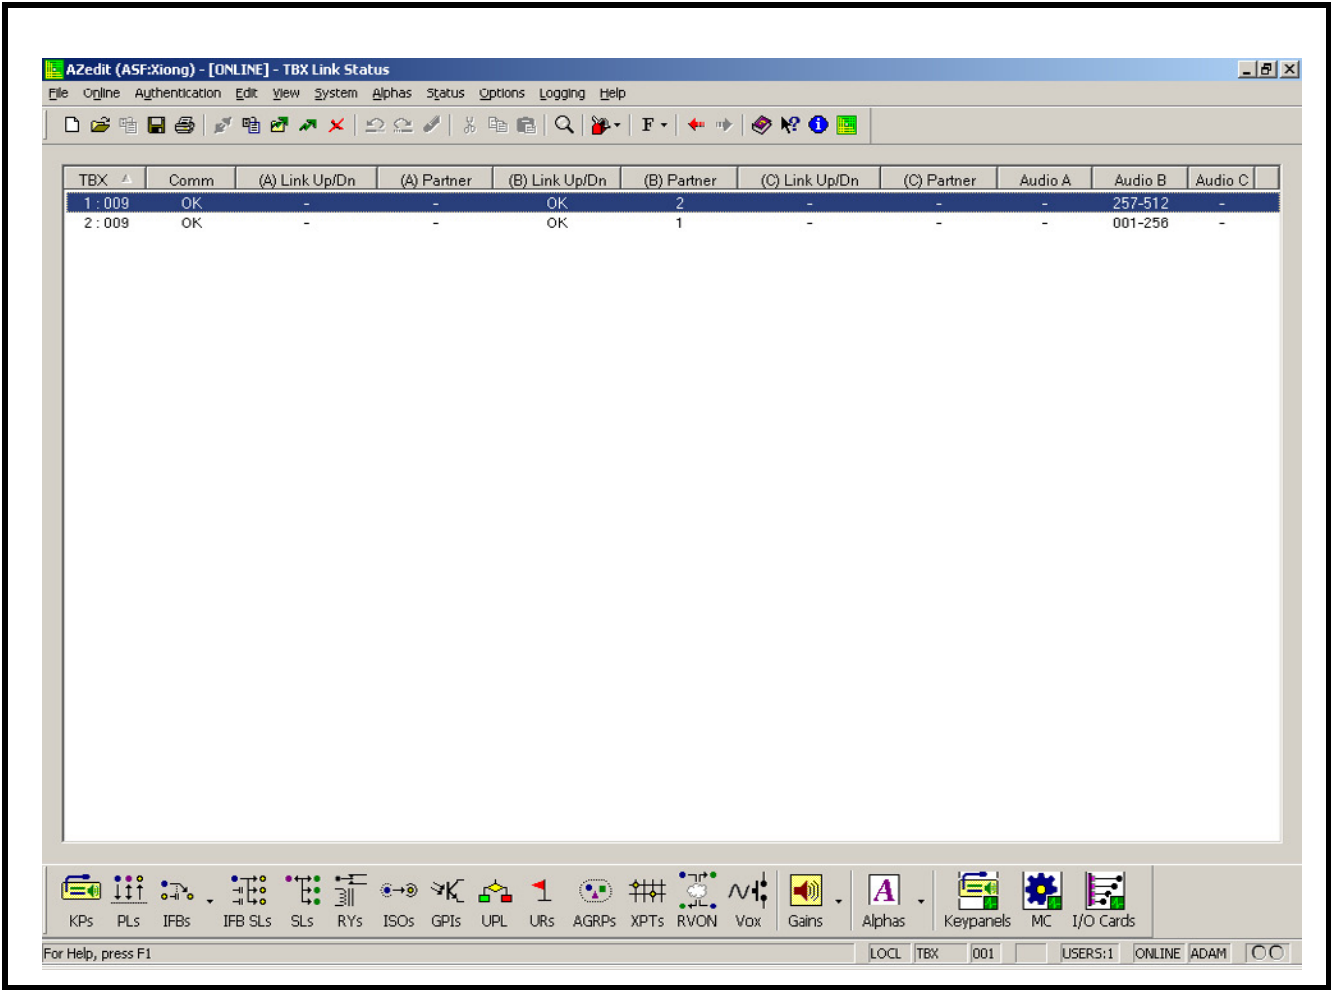 AZedit (ASF:Xiong) - [ONLINE] - TBX Link Status
File Online Authentication Edit View System Alphas Status Options Logging Help
F
TBX Comm (A) Link Up/Dn (A) Partner (B) Link Up/Dn (B) Partner (C) Link Up/Dn (C) Partner Audio A Audio B Audio C
1 : 009 OK - - OK 2 - - - 257-512 -
2 : 009 OK - - OK 1 - - - 001-256 -
A
KPs PLs IFBs IFB SLs SLs RYs ISOs GPIs UPL URs AGRPs XPTs RVON Vox Gains Alphas Keypanels MC I/O Cards
For Help, press F1 LOCL TBX 001 USERS:1 ONLINE ADAM